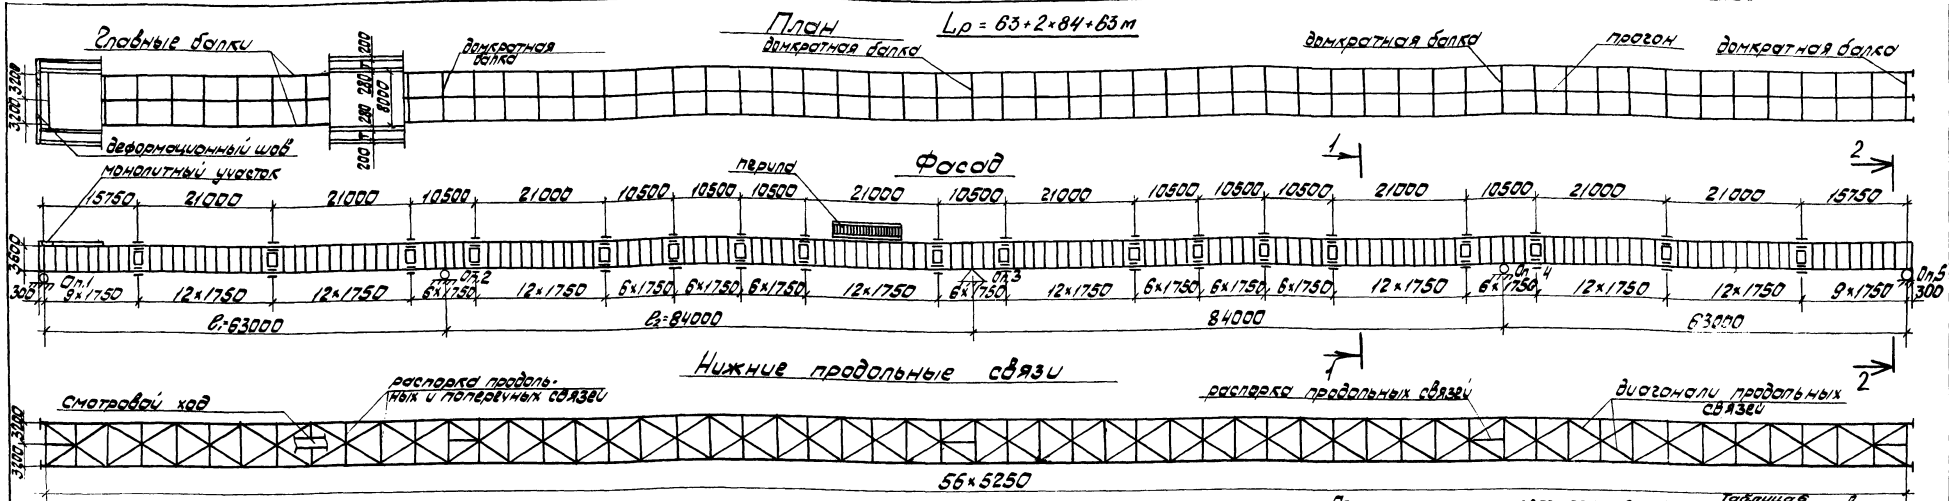 План
Lр = 63+2×84+63 м
Главные балки
домкратная
балка
домкратная балка
домкратная балка
прогон
домкратная балка
3200
3200
200
П
280
8000
280
П
200
деформационный шов
монолитный участок
Фасад
перила
1
2
15750
21000
21000
10500
21000
10500
10500
10500
21000
10500
21000
10500
10500
10500
21000
10500
21000
21000
15750
3600
Оп.1
Оп.2
Оп.3
Оп-4
Оп.5
300
9×1750
12×1750
12×1750
6×1750
12×1750
6×1750
6×1750
6×1750
12×1750
6×1750
12×1750
6×1750
6×1750
6×1750
12×1750
6×1750
12×1750
12×1750
9×1750
300
ℓ₁=63000
ℓ₂=84000
84000
63000
1
2
Нижние продольные связи
смотровой ход
распорка продоль-
ных и поперечных связей
распорка продольных связей
диагонали продольных
связей
3200
3200
56×5250
Таблица